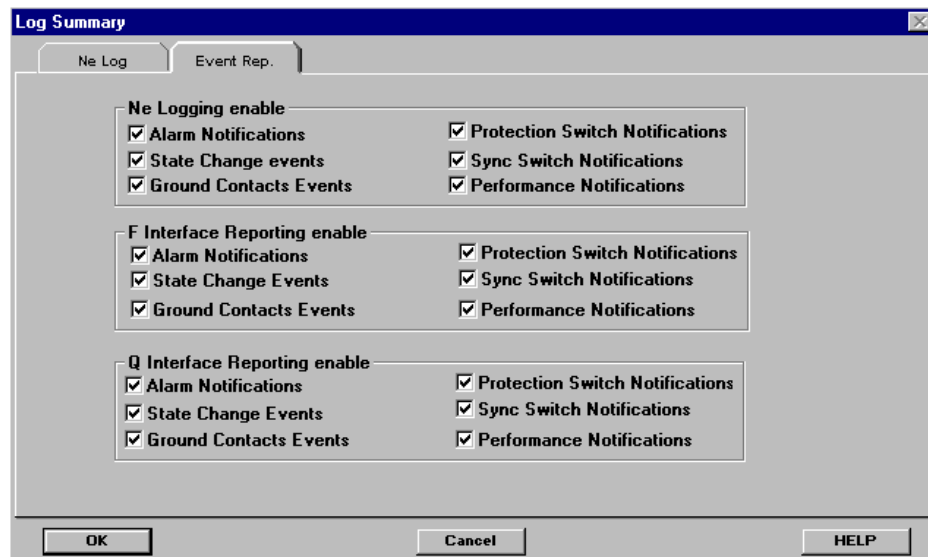 Log Summary
Ne Log
Event Rep.
Ne Logging enable
Alarm Notifications
Protection Switch Notifications
State Change events
Sync Switch Notifications
Ground Contacts Events
Performance Notifications
F Interface Reporting enable
Alarm Notifications
Protection Switch Notifications
State Change Events
Sync Switch Notifications
Ground Contacts Events
Performance Notifications
Q Interface Reporting enable
Alarm Notifications
Protection Switch Notifications
State Change Events
Sync Switch Notifications
Ground Contacts Events
Performance Notifications
OK
Cancel
HELP